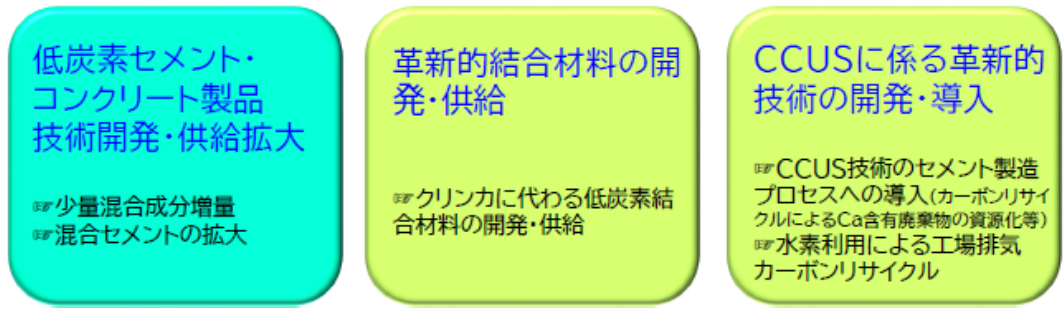 低炭素セメント・
コンクリート製品
技術開発・供給拡大
☞少量混合成分増量
☞混合セメントの拡大
革新的結合材料の開
発・供給
☞クリンカに代わる低炭素結
合材料の開発・供給
CCUSに係る革新的
技術の開発・導入
☞CCUS技術のセメント製造
プロセスへの導入(カーボンリサイ
クルによるCa含有廃棄物の資源化等)
☞水素利用による工場排気
カーボンリサイクル